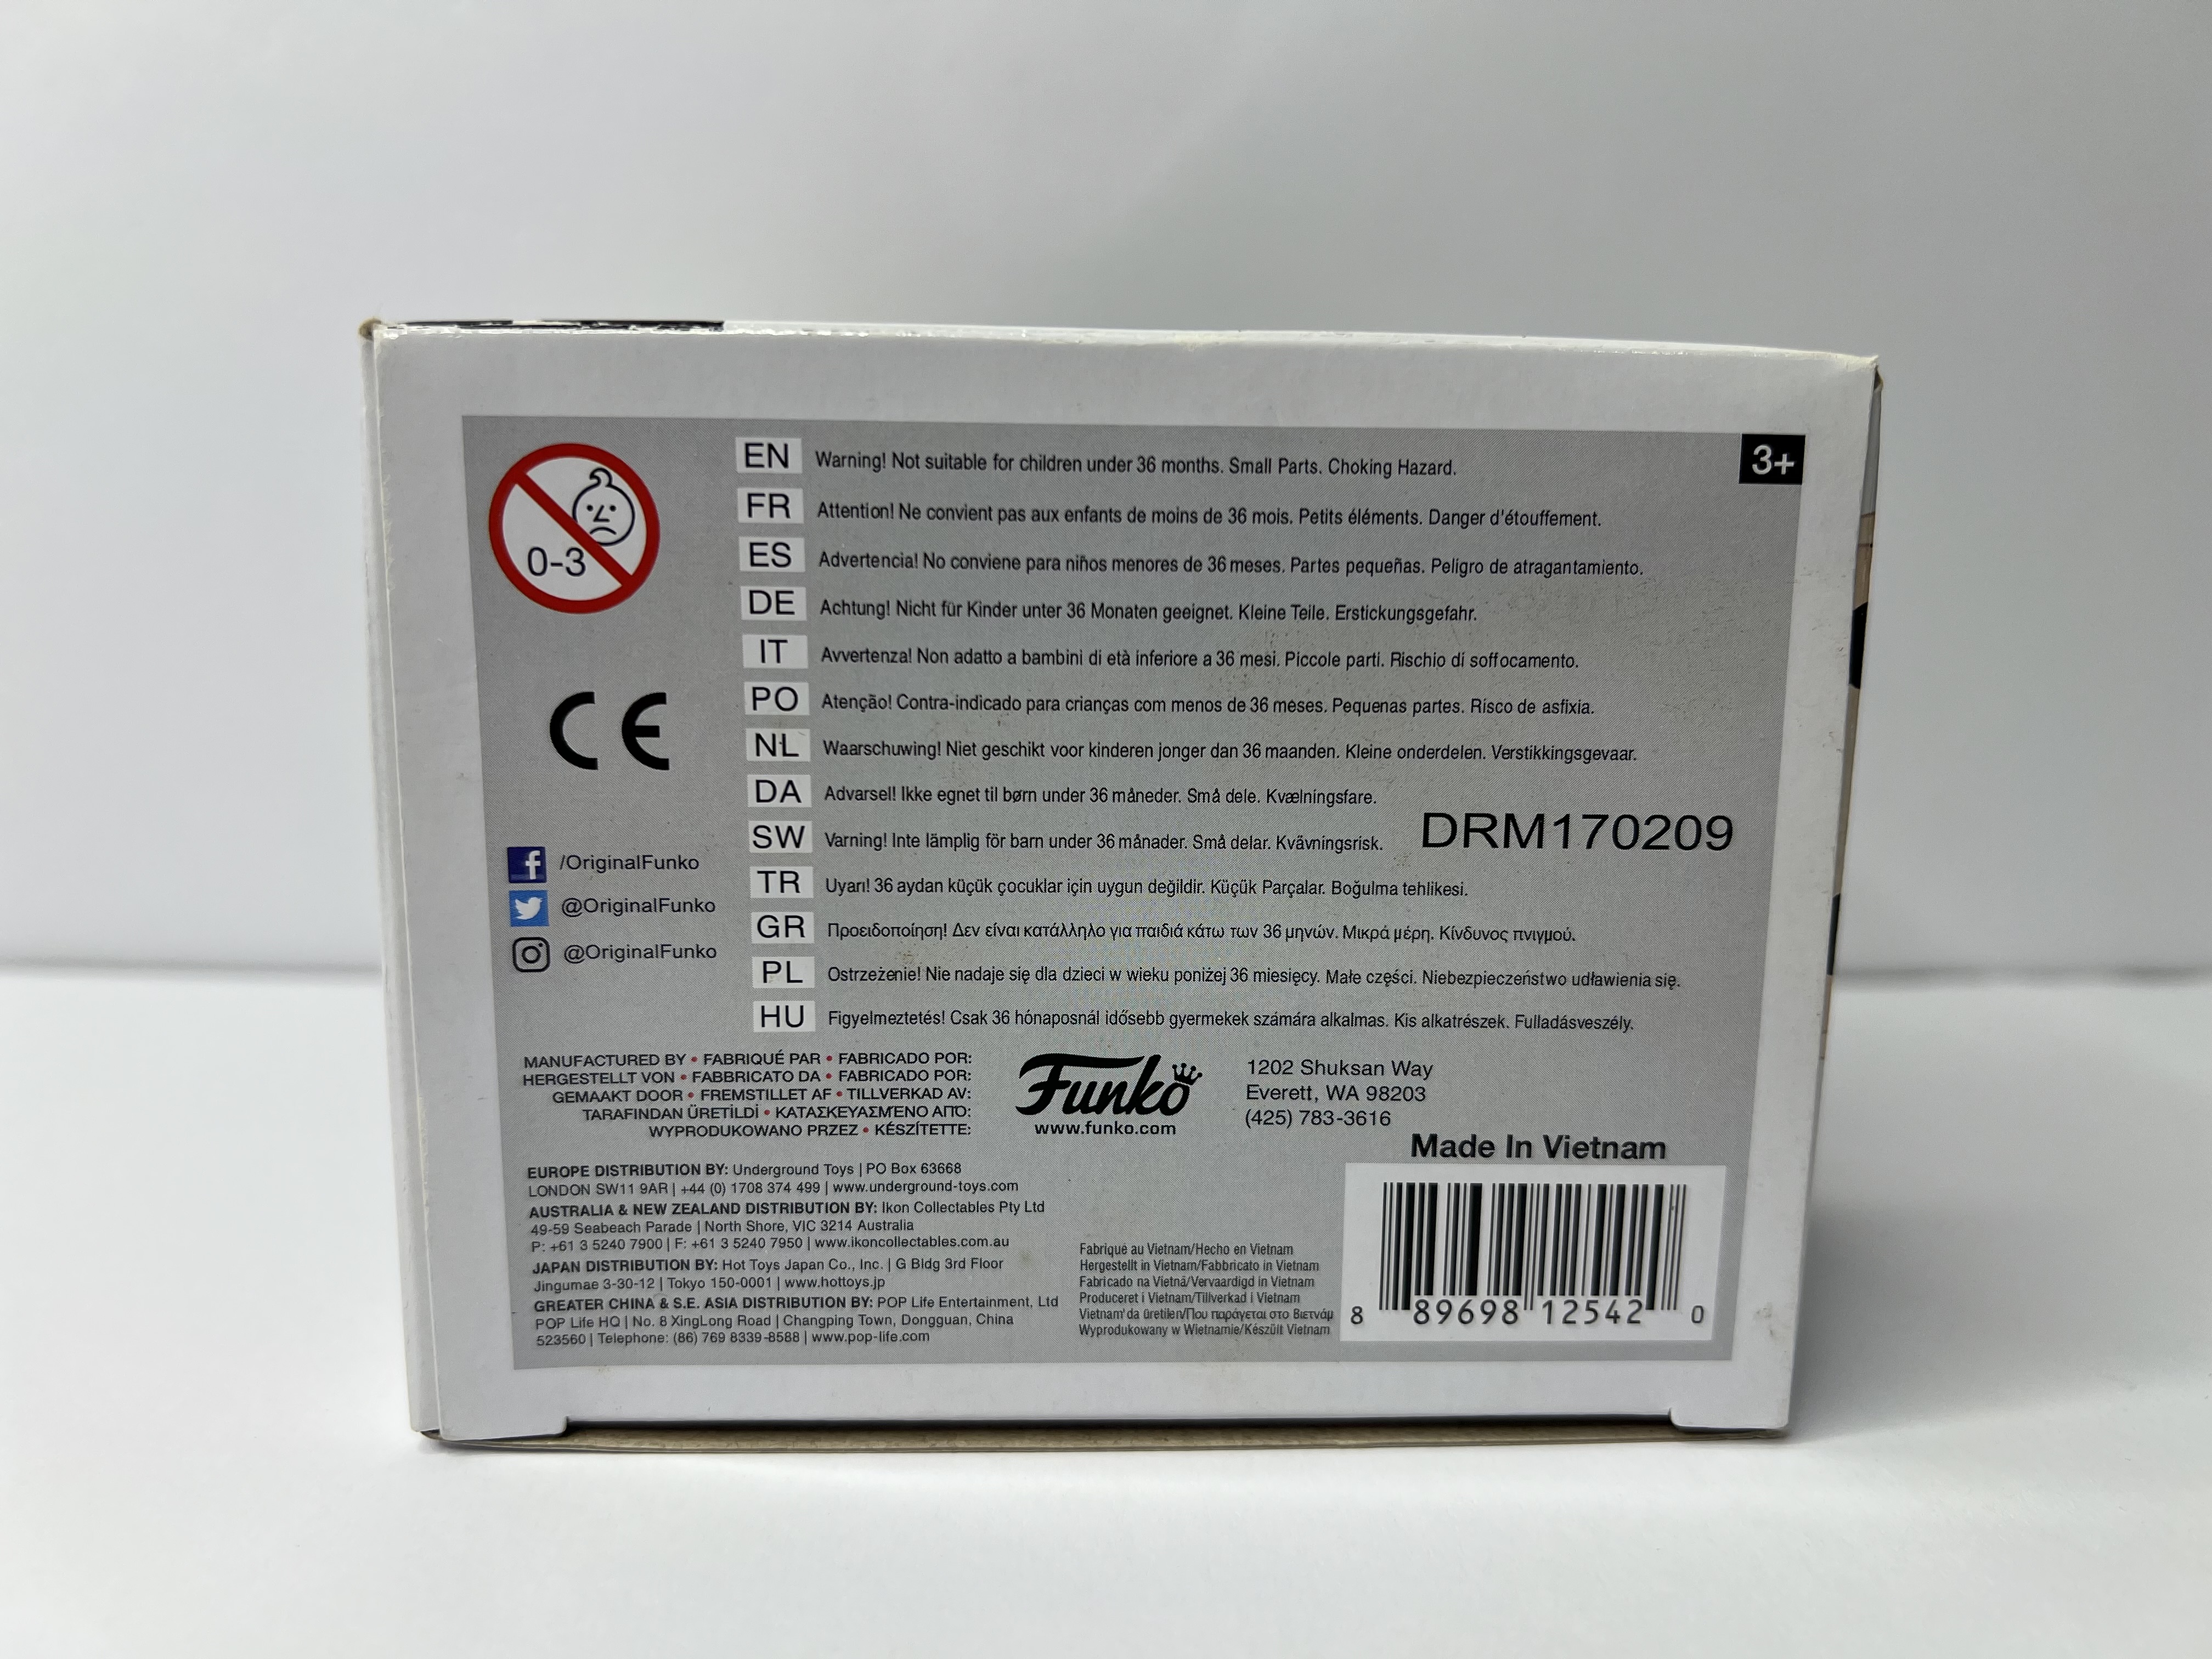 0-3
EN Warning! Not suitable for children under 36 months. Small Parts. Choking Hazard.
3+
FR Attention! Ne convient pas aux enfants de moins de 36 mois. Petits éléments. Danger d'étouffement.
ES Advertencia! No conviene para niños menores de 36 meses. Partes pequeñas. Peligro de atragantamiento.
DE Achtung! Nicht für Kinder unter 36 Monaten geeignet. Kleine Teile. Erstickungsgefahr.
IT Avvertenza! Non adatto a bambini di età inferiore a 36 mesi. Piccole parti. Rischio di soffocamento.
PO Atenção! Contra-indicado para crianças com menos de 36 meses. Pequenas partes. Risco de asfixia.
NL Waarschuwing! Niet geschikt voor kinderen jonger dan 36 maanden. Kleine onderdelen. Verstikkingsgevaar.
DA Advarsel! Ikke egnet til børn under 36 måneder. Små dele. Kvælningsfare.
SW Varning! Inte lämplig för barn under 36 månader. Små delar. Kvävningsrisk.
DRM170209
TR Uyarı! 36 aydan küçük çocuklar için uygun değildir. Küçük Parçalar. Boğulma tehlikesi.
GR Προειδοποίηση! Δεν είναι κατάλληλο για παιδιά κάτω των 36 μηνών. Μικρά μέρη. Κίνδυνος πνιγμού.
PL Ostrzeżenie! Nie nadaje się dla dzieci w wieku poniżej 36 miesięcy. Małe części. Niebezpieczeństwo udławienia się.
HU Figyelmeztetés! Csak 36 hónaposnál idősebb gyermekek számára alkalmas. Kis alkatrészek. Fulladásveszély.
CE
/OriginalFunko
@OriginalFunko
@OriginalFunko
MANUFACTURED BY • FABRIQUÉ PAR • FABRICADO POR:
HERGESTELLT VON • FABBRICATO DA • FABRICADO POR:
GEMAAKT DOOR • FREMSTILLET AF • TILLVERKAD AV:
TARAFINDAN ÜRETİLDİ • ΚΑΤΑΣΚΕΥΑΣΜΈΝΟ ΑΠΌ:
WYPRODUKOWANO PRZEZ • KÉSZÍTETTE:
Funko
www.funko.com
1202 Shuksan Way
Everett, WA 98203
(425) 783-3616
Made In Vietnam
EUROPE DISTRIBUTION BY: Underground Toys | PO Box 63668
LONDON SW11 9AR | +44 (0) 1708 374 499 | www.underground-toys.com
AUSTRALIA & NEW ZEALAND DISTRIBUTION BY: Ikon Collectables Pty Ltd
49-59 Seabeach Parade | North Shore, VIC 3214 Australia
P: +61 3 5240 7900 | F: +61 3 5240 7950 | www.ikoncollectables.com.au
JAPAN DISTRIBUTION BY: Hot Toys Japan Co., Inc. | G Bldg 3rd Floor
Jingumae 3-30-12 | Tokyo 150-0001 | www.hottoys.jp
GREATER CHINA & S.E. ASIA DISTRIBUTION BY: POP Life Entertainment, Ltd
POP Life HQ | No. 8 XingLong Road | Changping Town, Dongguan, China
523560 | Telephone: (86) 769 8339-8588 | www.pop-life.com
Fabriqué au Vietnam/Hecho en Vietnam
Hergestellt in Vietnam/Fabbricato in Vietnam
Fabricado na Vietnã/Vervaardigd in Vietnam
Produceret i Vietnam/Tillverkad i Vietnam
Vietnam'da üretilen/Που παράγεται στο Βιετνάμ
Wyprodukowany w Wietnamie/Készült Vietnam
8 89698 12542 0